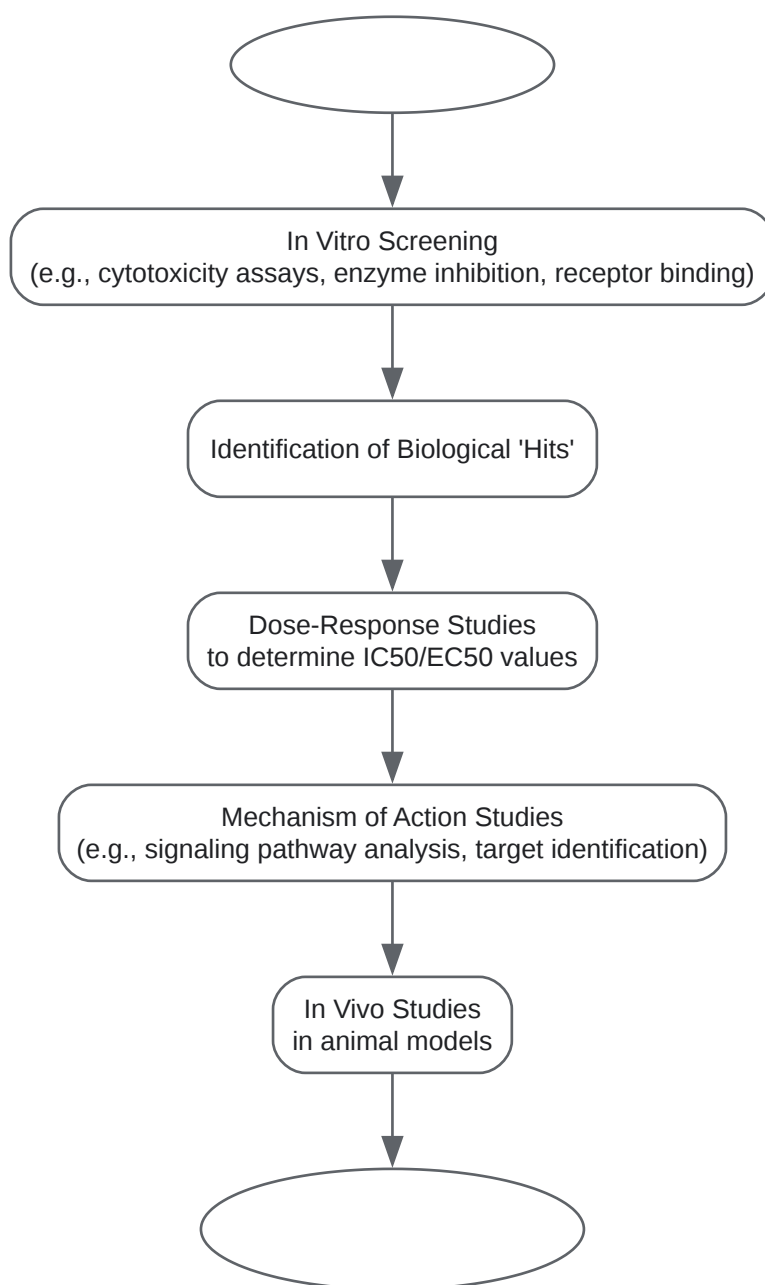 In Vitro Screening
(e.g., cytotoxicity assays, enzyme inhibition, receptor binding)
Identification of Biological 'Hits'
Dose-Response Studies
to determine IC50/EC50 values
Mechanism of Action Studies
(e.g., signaling pathway analysis, target identification)
In Vivo Studies
in animal models